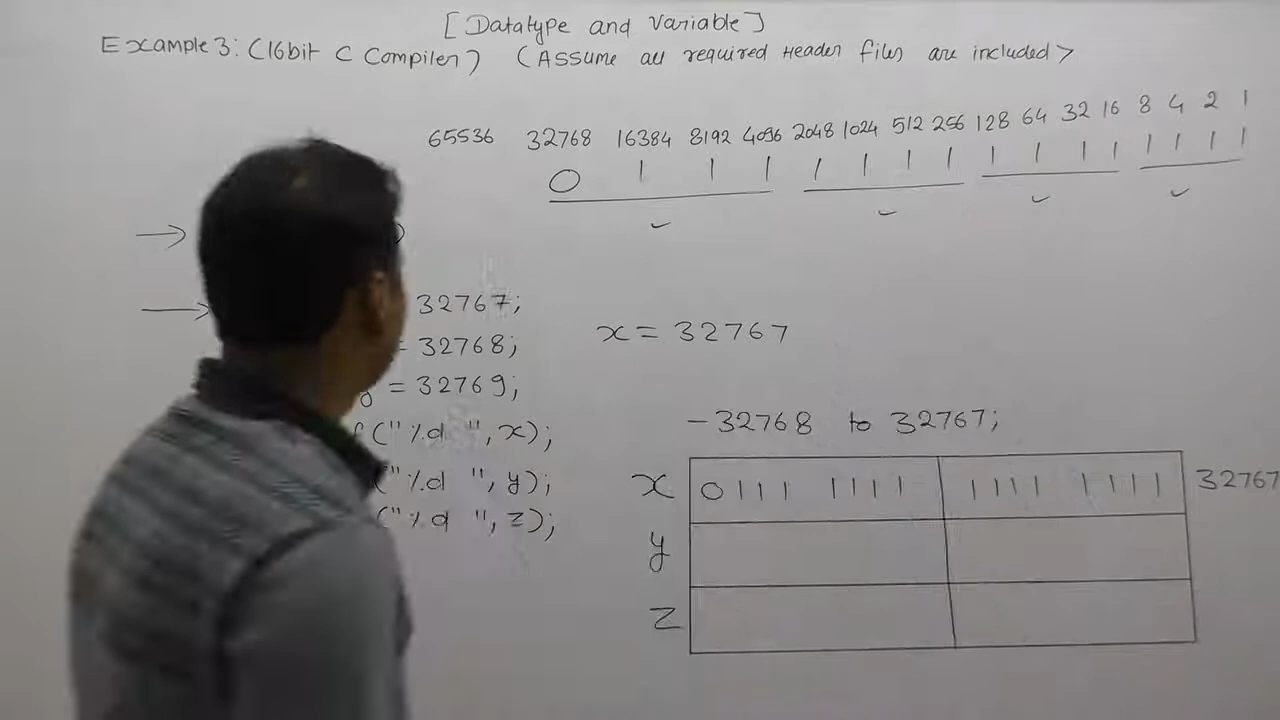 [Datatype and Variable]
Example 3: (16bit C Compiler) (Assume all required Header files are included)
65536 32768 16384 8192 4096 2048 1024 512 256 128 64 32 16 8 4 2 1
0 1 1 1 1 1 1 1 1 1 1 1 1 1 1 1
32767;
= 32768;
= 32769;
("%d ", x);
("%d ", y);
("%d ", z);
x = 32767
-32768 to 32767;
x 0111 1111 1111 1111 32767
y
z